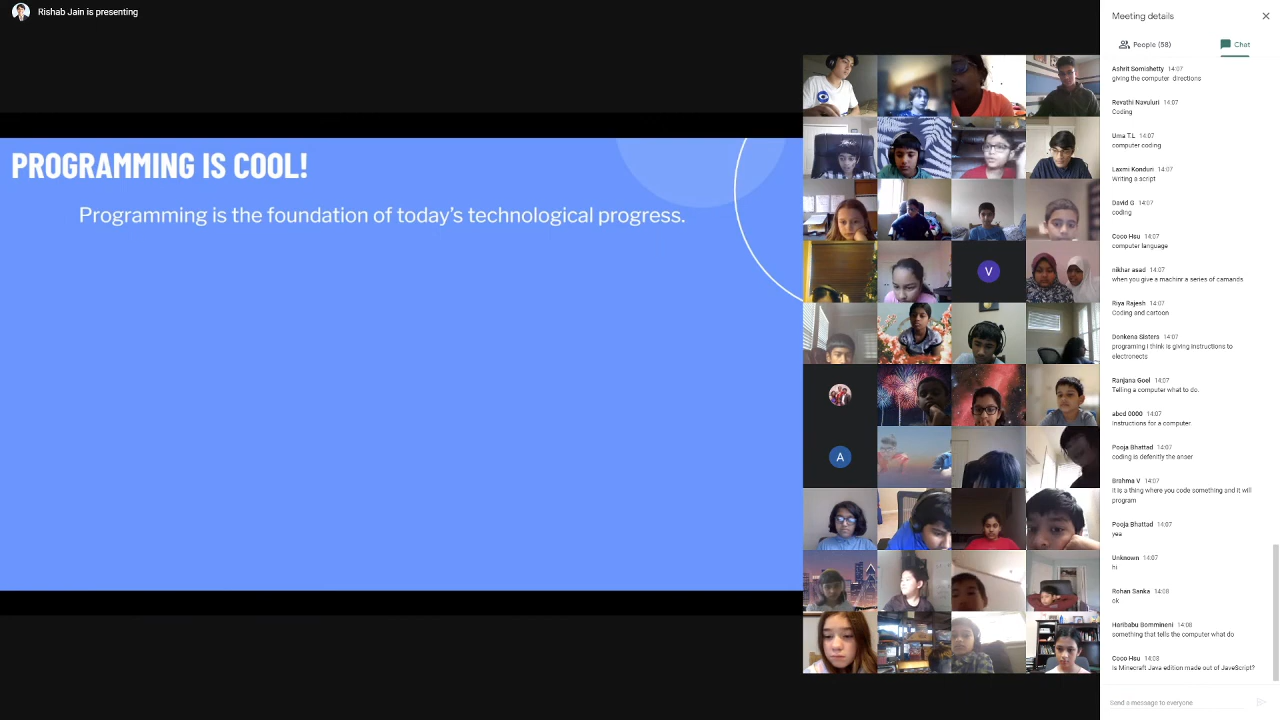 Rishab Jain is presenting
PROGRAMMING IS COOL!
Programming is the foundation of today's technological progress.
V
A
Meeting details
People (58)
Chat
Ashrit Somishetty 14:07
giving the computer directions
Revathi Navuluri 14:07
Coding
Uma T.L 14:07
computer coding
Laxmi Konduri 14:07
Writing a script
David G 14:07
coding
Coco Hsu 14:07
computer language
nikhar asad 14:07
when you give a machinr a series of camands
Riya Rajesh 14:07
Coding and cartoon
Donkena Sisters 14:07
programing I think is giving instructions to
electronects
Ranjana Goel 14:07
Telling a computer what to do.
abcd 0000 14:07
Instructions for a computer.
Pooja Bhattad 14:07
coding is defenitly the anser
Brahma V 14:07
it is a thing where you code something and it will
program
Pooja Bhattad 14:07
yea
Unknown 14:07
hi
Rohan Sanka 14:08
ok
Haribabu Bommineni 14:08
something that tells the computer what do
Coco Hsu 14:08
Is Minecraft Java edition made out of JaveScript?
Send a message to everyone